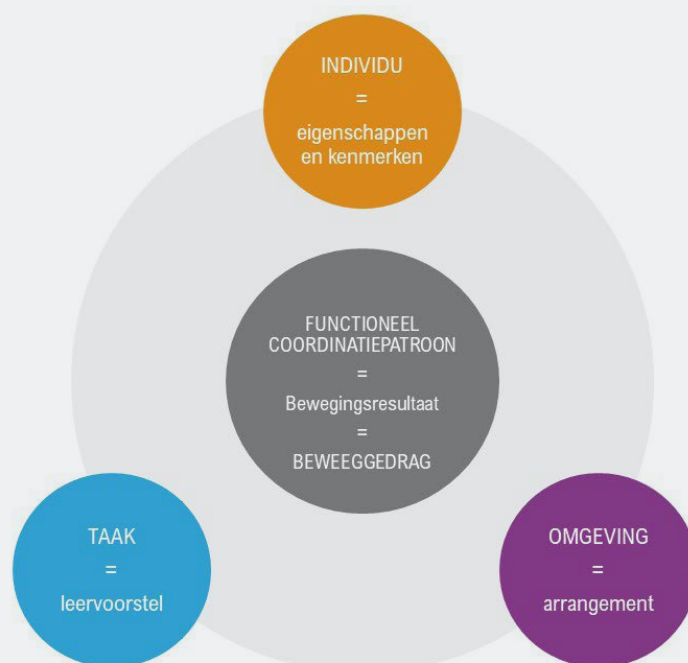 INDIVIDU
=
eigenschappen
en kenmerken
FUNCTIONEEL
COORDINATIEPATROON
=
Bewegingsresultaat
=
BEWEEGGEDRAG
TAAK
=
leervoorstel
OMGEVING
=
arrangement